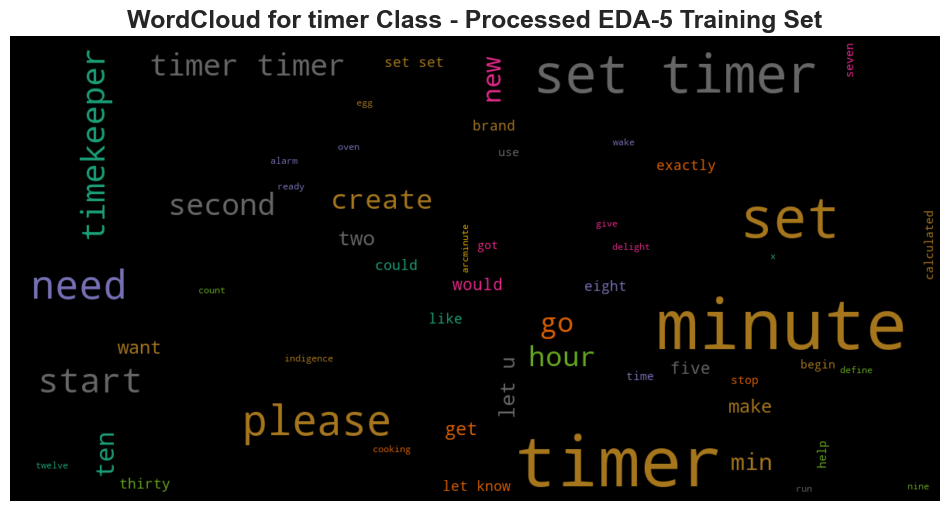 WordCloud for timer Class - Processed EDA-5 Training Set
timekeeper
timer timer
set set
new
set timer
seven
egg
brand
alarm
oven
use
wake
exactly
ready
second
create
two
could
arcminute
got
give
delight
set
x
calculated
need
count
would
eight
like
go
minute
want
indigence
hour
let u
time
five
stop
begin
define
start
please
get
make
ten
cooking
timer
min
help
twelve
thirty
let know
run
nine